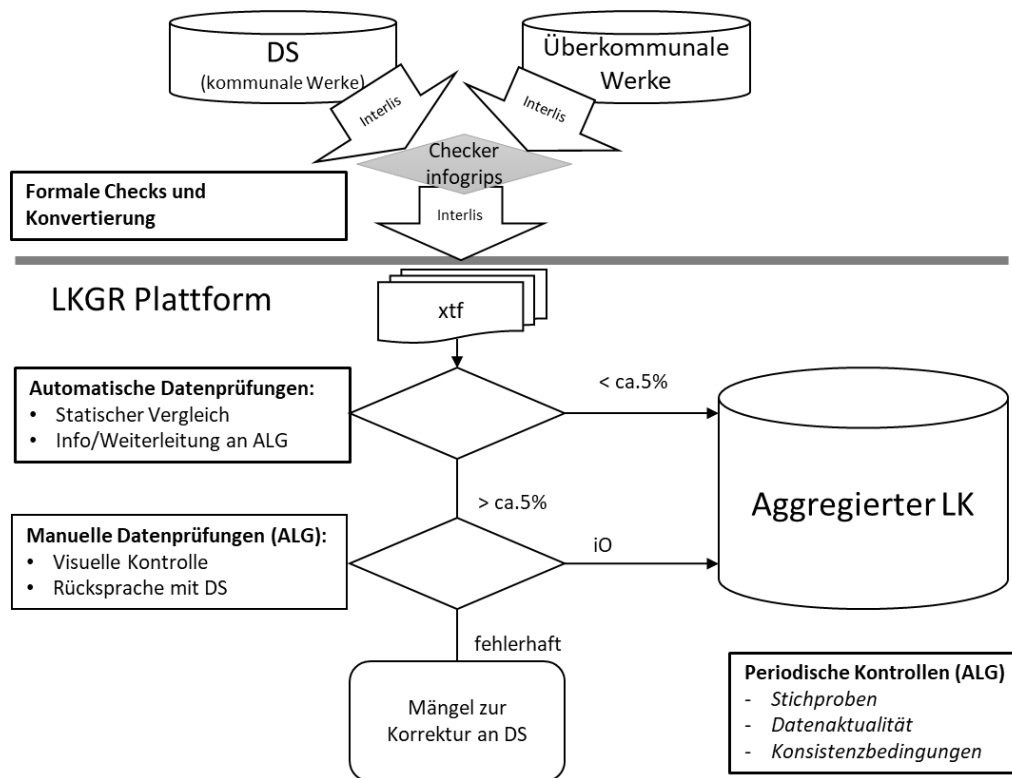 DS
(kommunale Werke)
Überkommunale
Werke
Interlis
Interlis
Checker
infogrips
Interlis
Formale Checks und
Konvertierung
LKGR Plattform
xtf
Automatische Datenprüfungen:
• Statischer Vergleich
• Info/Weiterleitung an ALG
< ca.5%
Aggregierter LK
> ca.5%
Manuelle Datenprüfungen (ALG):
• Visuelle Kontrolle
• Rücksprache mit DS
iO
fehlerhaft
Mängel zur
Korrektur an DS
Periodische Kontrollen (ALG)
- Stichproben
- Datenaktualität
- Konsistenzbedingungen